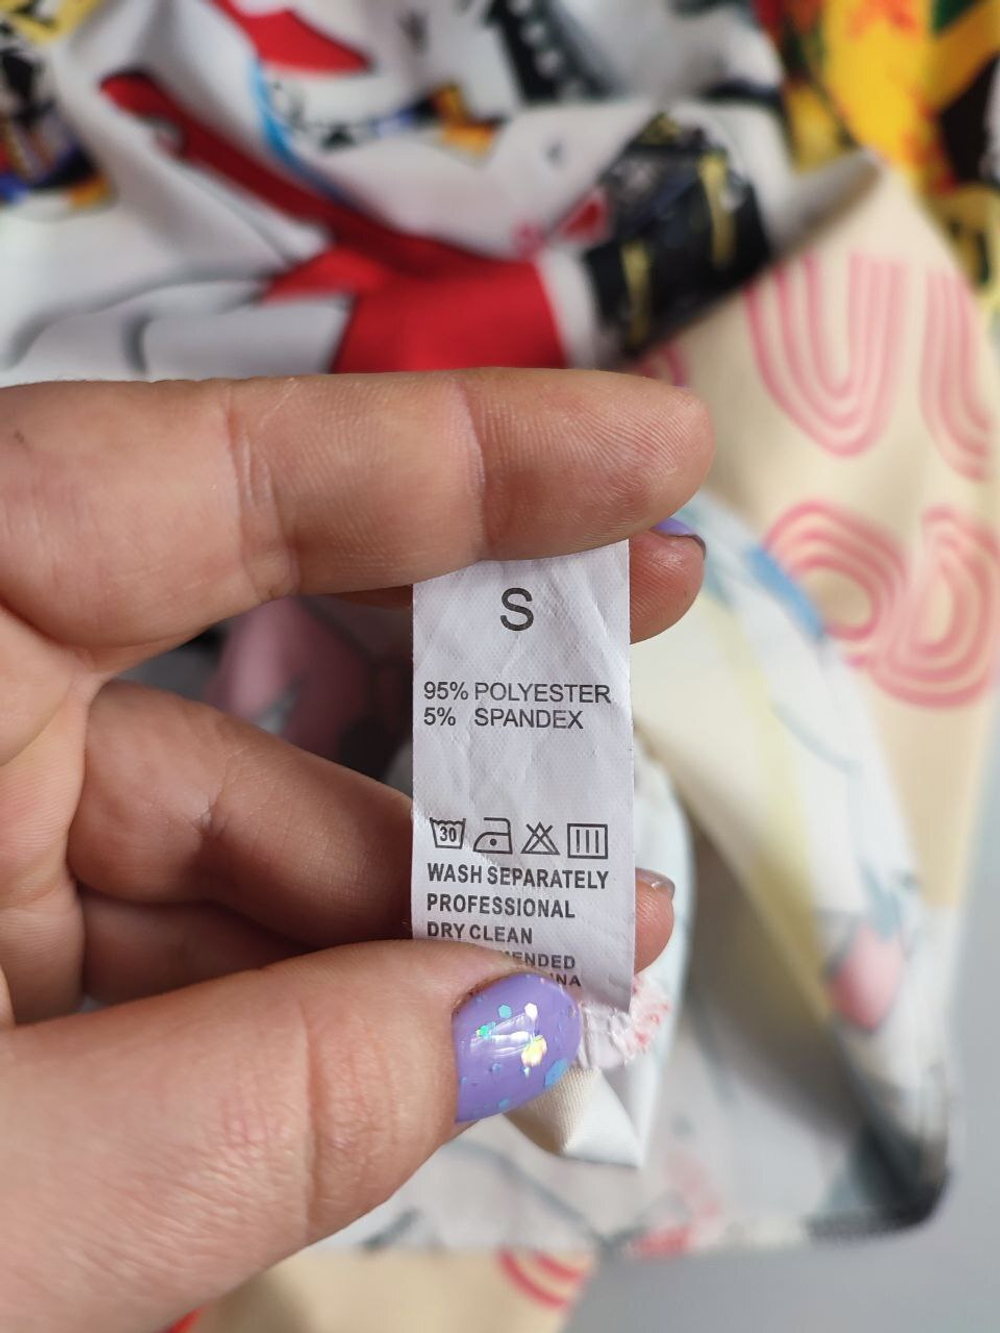 S
95% POLYESTER
5% SPANDEX
30
WASH SEPARATELY
PROFESSIONAL
DRY CLEAN